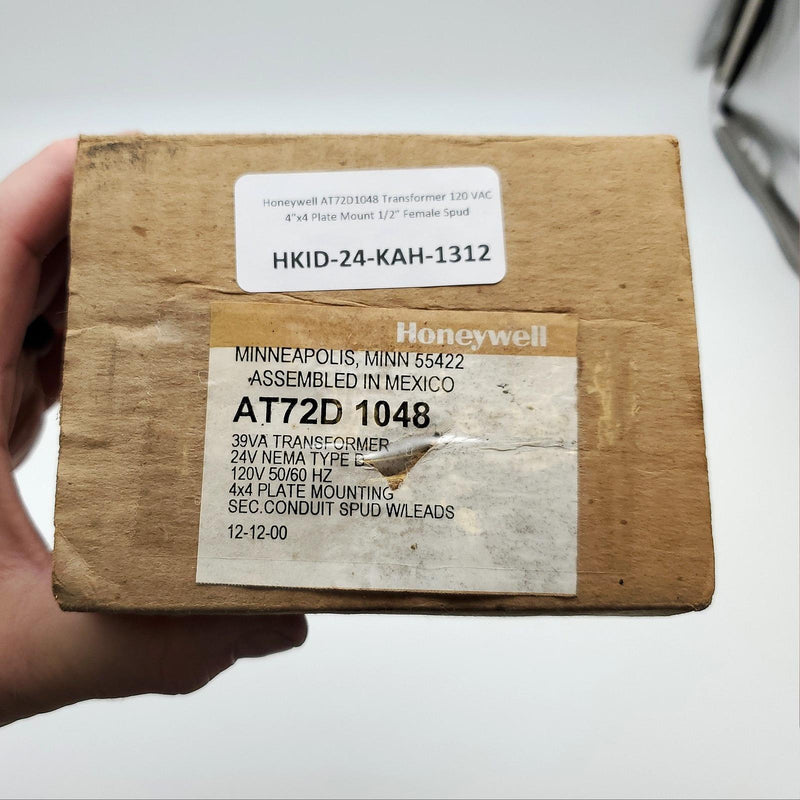 Honeywell AT72D1048 Transformer 120 VAC
4"x4 Plate Mount 1/2" Female Spud
HKID-24-KAH-1312
Honeywell
MINNEAPOLIS, MINN 55422
ASSEMBLED IN MEXICO
AT72D 1048
39VA TRANSFORMER
24V NEMA TYPE B
120V 50/60 HZ
4x4 PLATE MOUNTING
SEC.CONDUIT SPUD W/LEADS
12-12-00